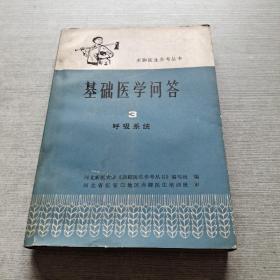 赤脚医生参考丛书
基础医学问答
3
呼吸系统
河北新医大学《赤脚医生参考丛书》编写组 编
河北省石家庄地区赤脚医生培训班 审